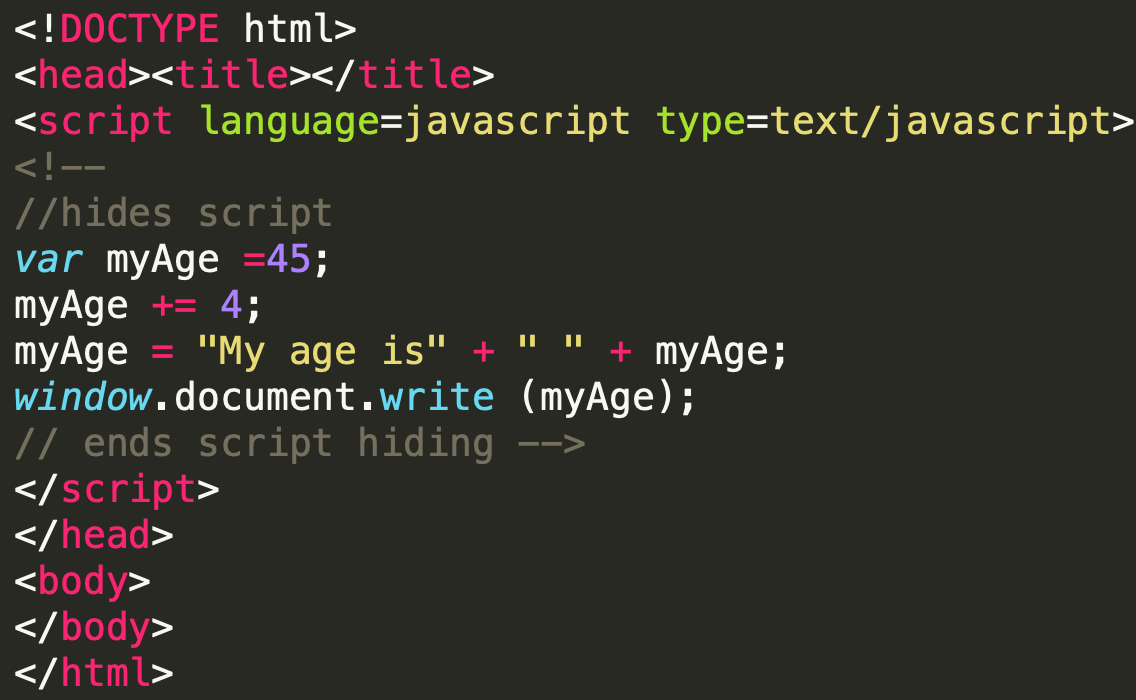 <!DOCTYPE html>
<head><title></title>
<script language=javascript type=text/javascript>
<!--
//hides script
var myAge =45;
myAge += 4;
myAge = "My age is" + " " + myAge;
window.document.write (myAge);
// ends script hiding -->
</script>
</head>
<body>
</body>
</html>